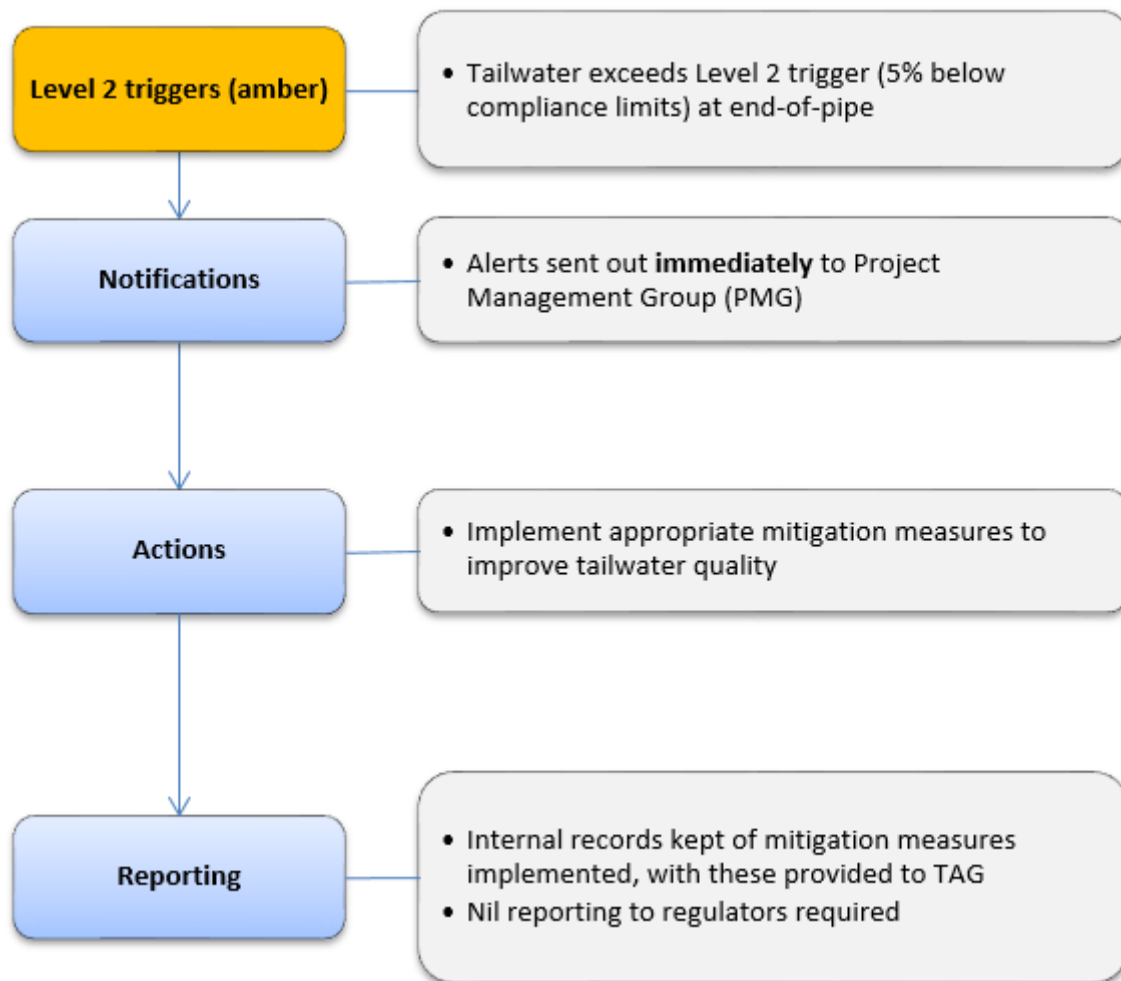 Level 2 triggers (amber)
• Tailwater exceeds Level 2 trigger (5% below
compliance limits) at end-of-pipe
Notifications
• Alerts sent out immediately to Project
Management Group (PMG)
Actions
• Implement appropriate mitigation measures to
improve tailwater quality
Reporting
• Internal records kept of mitigation measures
implemented, with these provided to TAG
• Nil reporting to regulators required